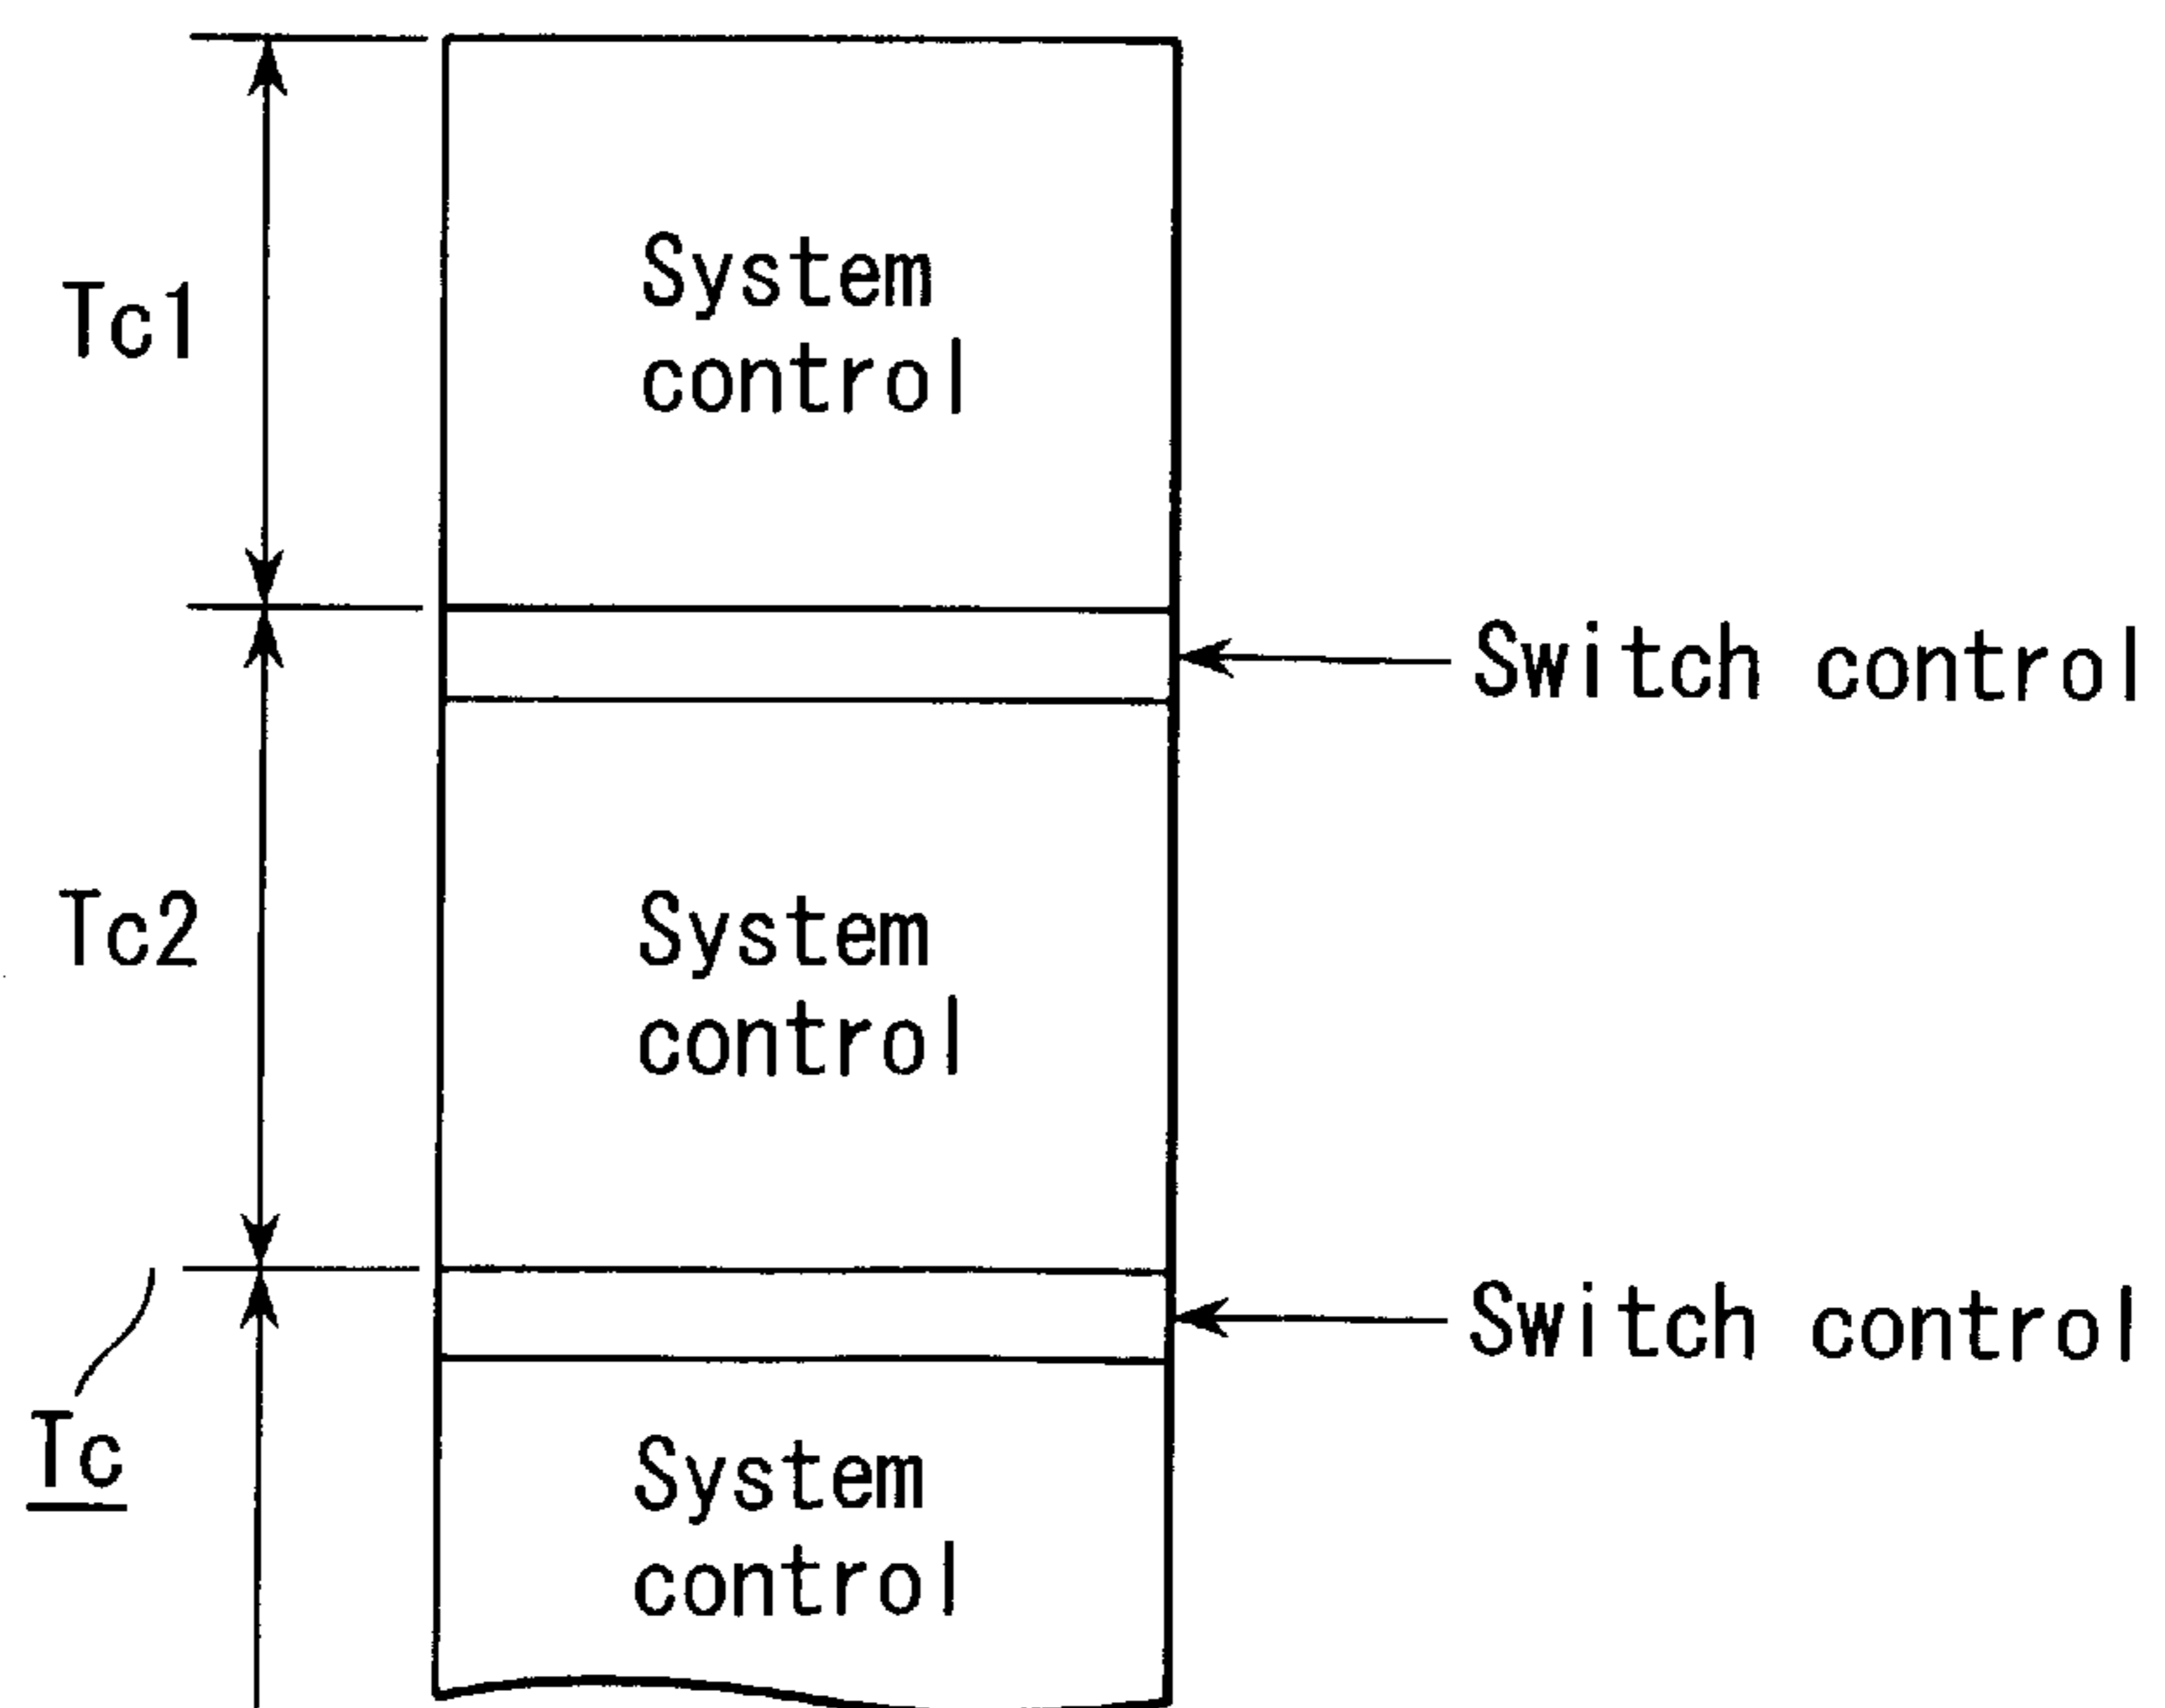 System
control
Tc1
Switch control
Tc2
System
control
Switch control
Tc
System
control